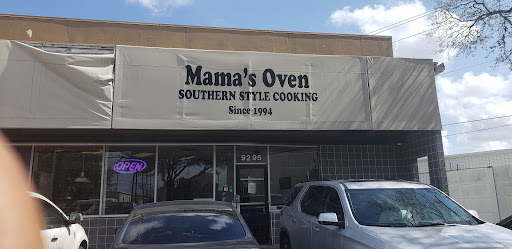 Mama's Oven
SOUTHERN STYLE COOKING
Since 1994
OPEN
9295